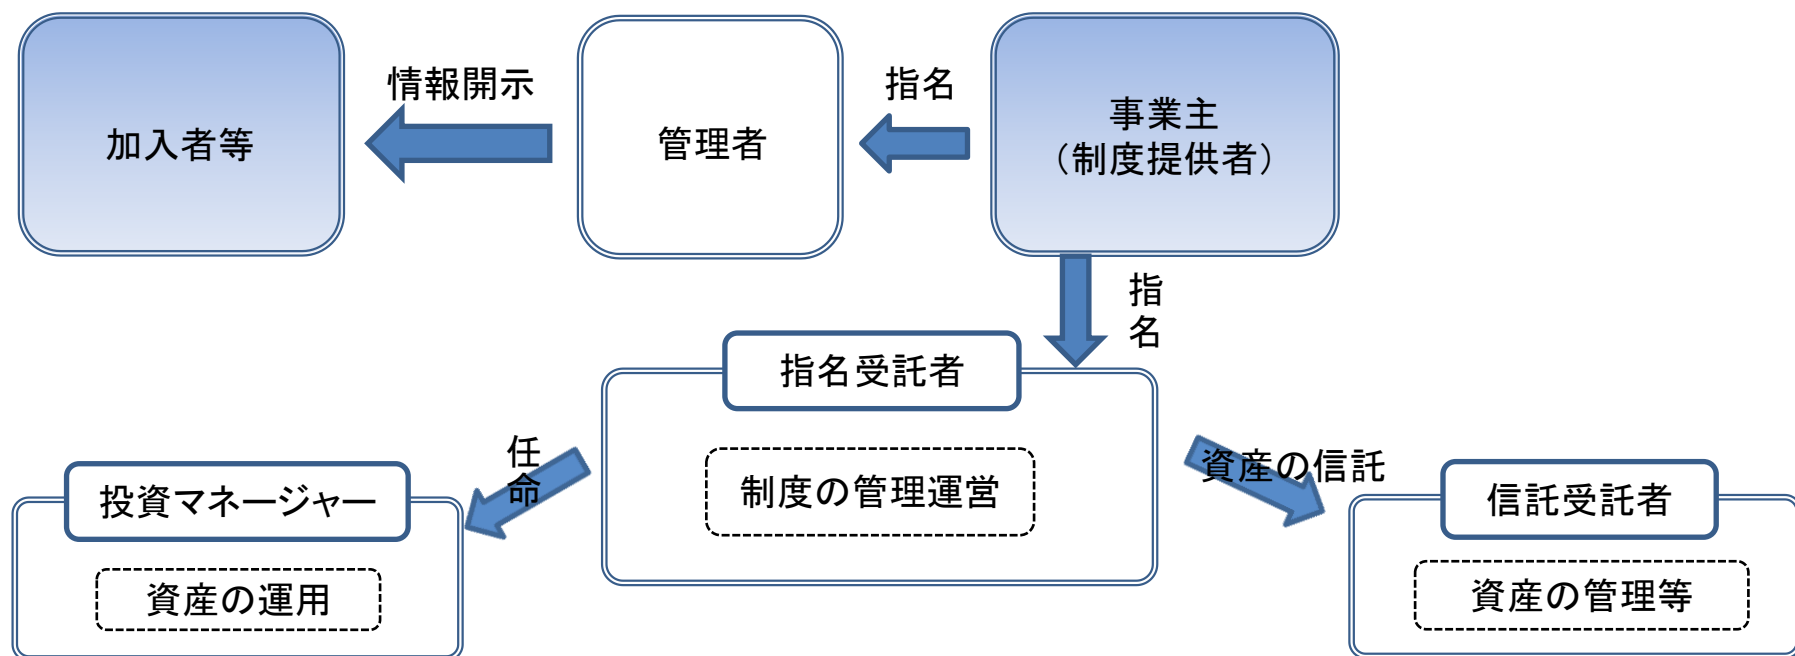 加入者等
情報開示
管理者
指名
事業主
（制度提供者）
指
名
指名受託者
制度の管理運営
任
命
投資マネージャー
資産の運用
資産の信託
信託受託者
資産の管理等